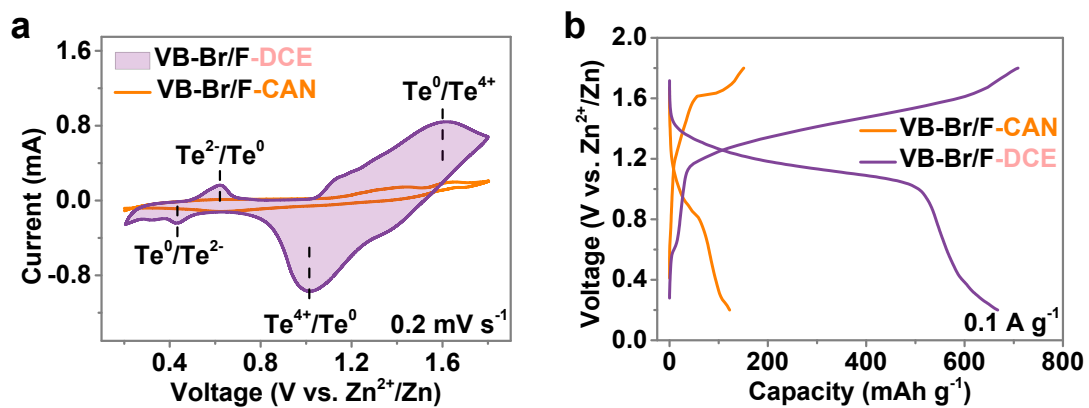 a
VB-Br/F-DCE
VB-Br/F-CAN
Te⁰/Te⁴⁺
Te²⁻/Te⁰
Te⁰/Te²⁻
Te⁴⁺/Te⁰
0.2 mV s⁻¹
1.6
0.8
0.0
-0.8
0.4 0.8 1.2 1.6
Current (mA)
Voltage (V vs. Zn²⁺/Zn)
b
VB-Br/F-CAN
VB-Br/F-DCE
0.1 A g⁻¹
2.0
1.6
1.2
0.8
0.4
0.0
0 200 400 600 800
Voltage (V vs. Zn²⁺/Zn)
Capacity (mAh g⁻¹)